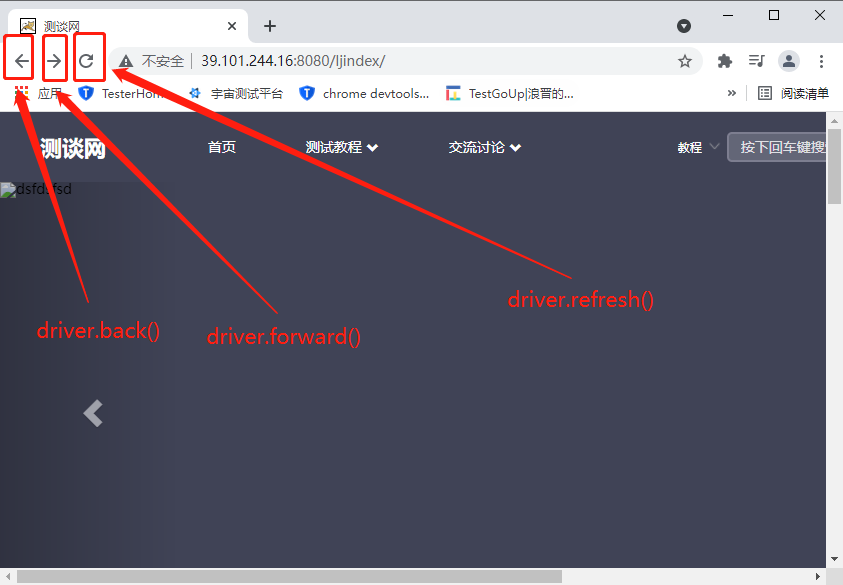 测谈网
不安全 39.101.244.16:8080/ljindex/
应用 TesterHom 宇宙测试平台 chrome devtools... TestGoUp|浪晋的... » 阅读清单
测谈网 首页 测试教程 交流讨论 教程 按下回车键搜
dsfdsfsd
driver.refresh()
driver.back() driver.forward()